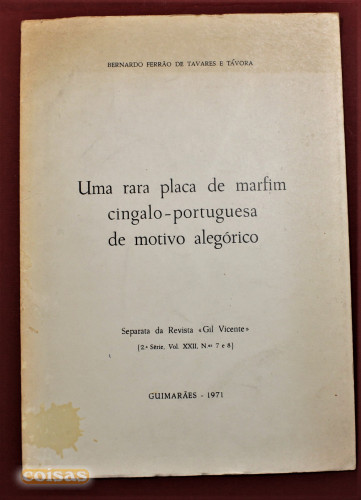 BERNARDO FERRÃO DE TAVARES E TÁVORA
Uma rara placa de marfim
cingalo-portuguesa
de motivo alegórico
Separata da Revista «Gil Vicente»
[2.ª Série, Vol. XXII, N.os 7 e 8]
GUIMARÃES - 1971
soisas